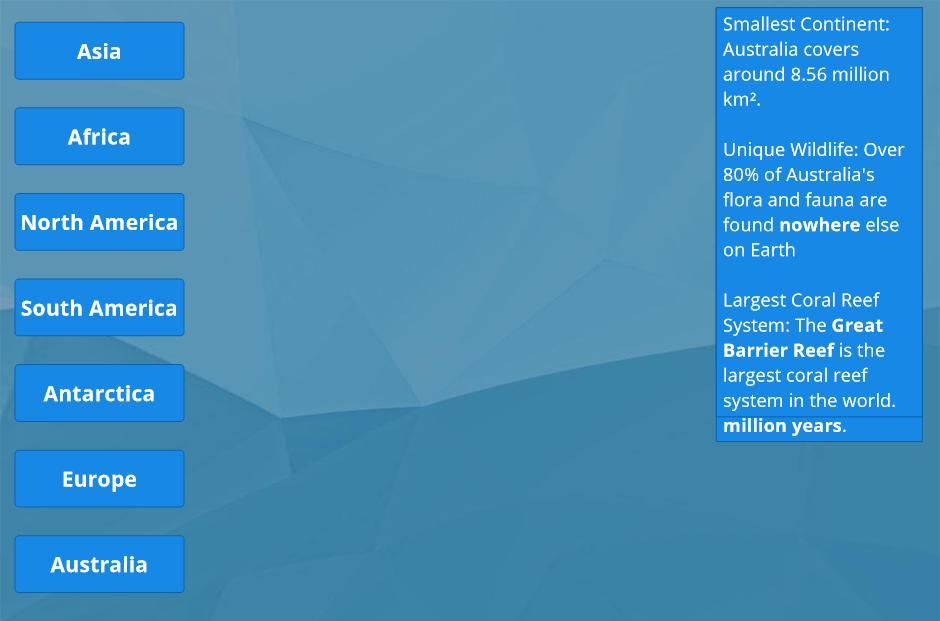 Asia
Africa
North America
South America
Antarctica
Europe
Australia
Smallest Continent:
Australia covers
around 8.56 million
km².
Unique Wildlife: Over
80% of Australia's
flora and fauna are
found nowhere else
on Earth
Largest Coral Reef
System: The Great
Barrier Reef is the
largest coral reef
system in the world.
million years.